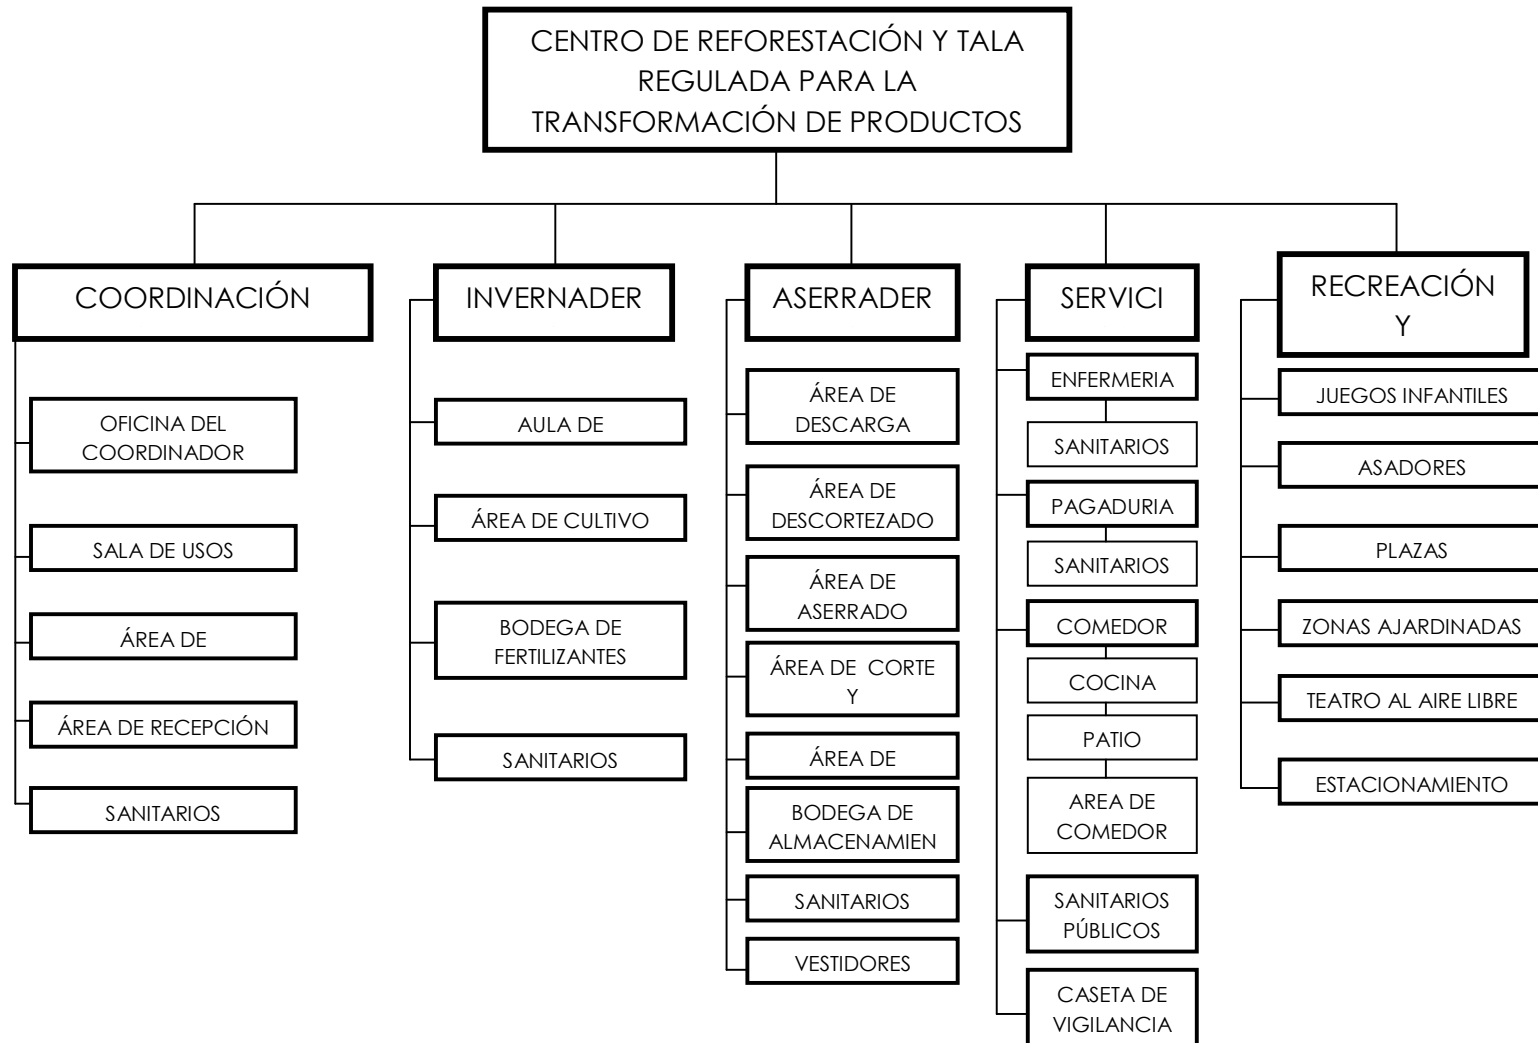 CENTRO DE REFORESTACIÓN Y TALA
REGULADA PARA LA
TRANSFORMACIÓN DE PRODUCTOS
COORDINACIÓN
OFICINA DEL
COORDINADOR
SALA DE USOS
ÁREA DE
ÁREA DE RECEPCIÓN
SANITARIOS
INVERNADER
AULA DE
ÁREA DE CULTIVO
BODEGA DE
FERTILIZANTES
SANITARIOS
ASERRADER
ÁREA DE
DESCARGA
ÁREA DE
DESCORTEZADO
ÁREA DE
ASERRADO
ÁREA DE  CORTE
Y
ÁREA DE
BODEGA DE
ALMACENAMIEN
SANITARIOS
VESTIDORES
SERVICI
ENFERMERIA
SANITARIOS
PAGADURIA
SANITARIOS
COMEDOR
COCINA
PATIO
AREA DE
COMEDOR
SANITARIOS
PÚBLICOS
CASETA DE
VIGILANCIA
RECREACIÓN
Y
JUEGOS INFANTILES
ASADORES
PLAZAS
ZONAS AJARDINADAS
TEATRO AL AIRE LIBRE
ESTACIONAMIENTO